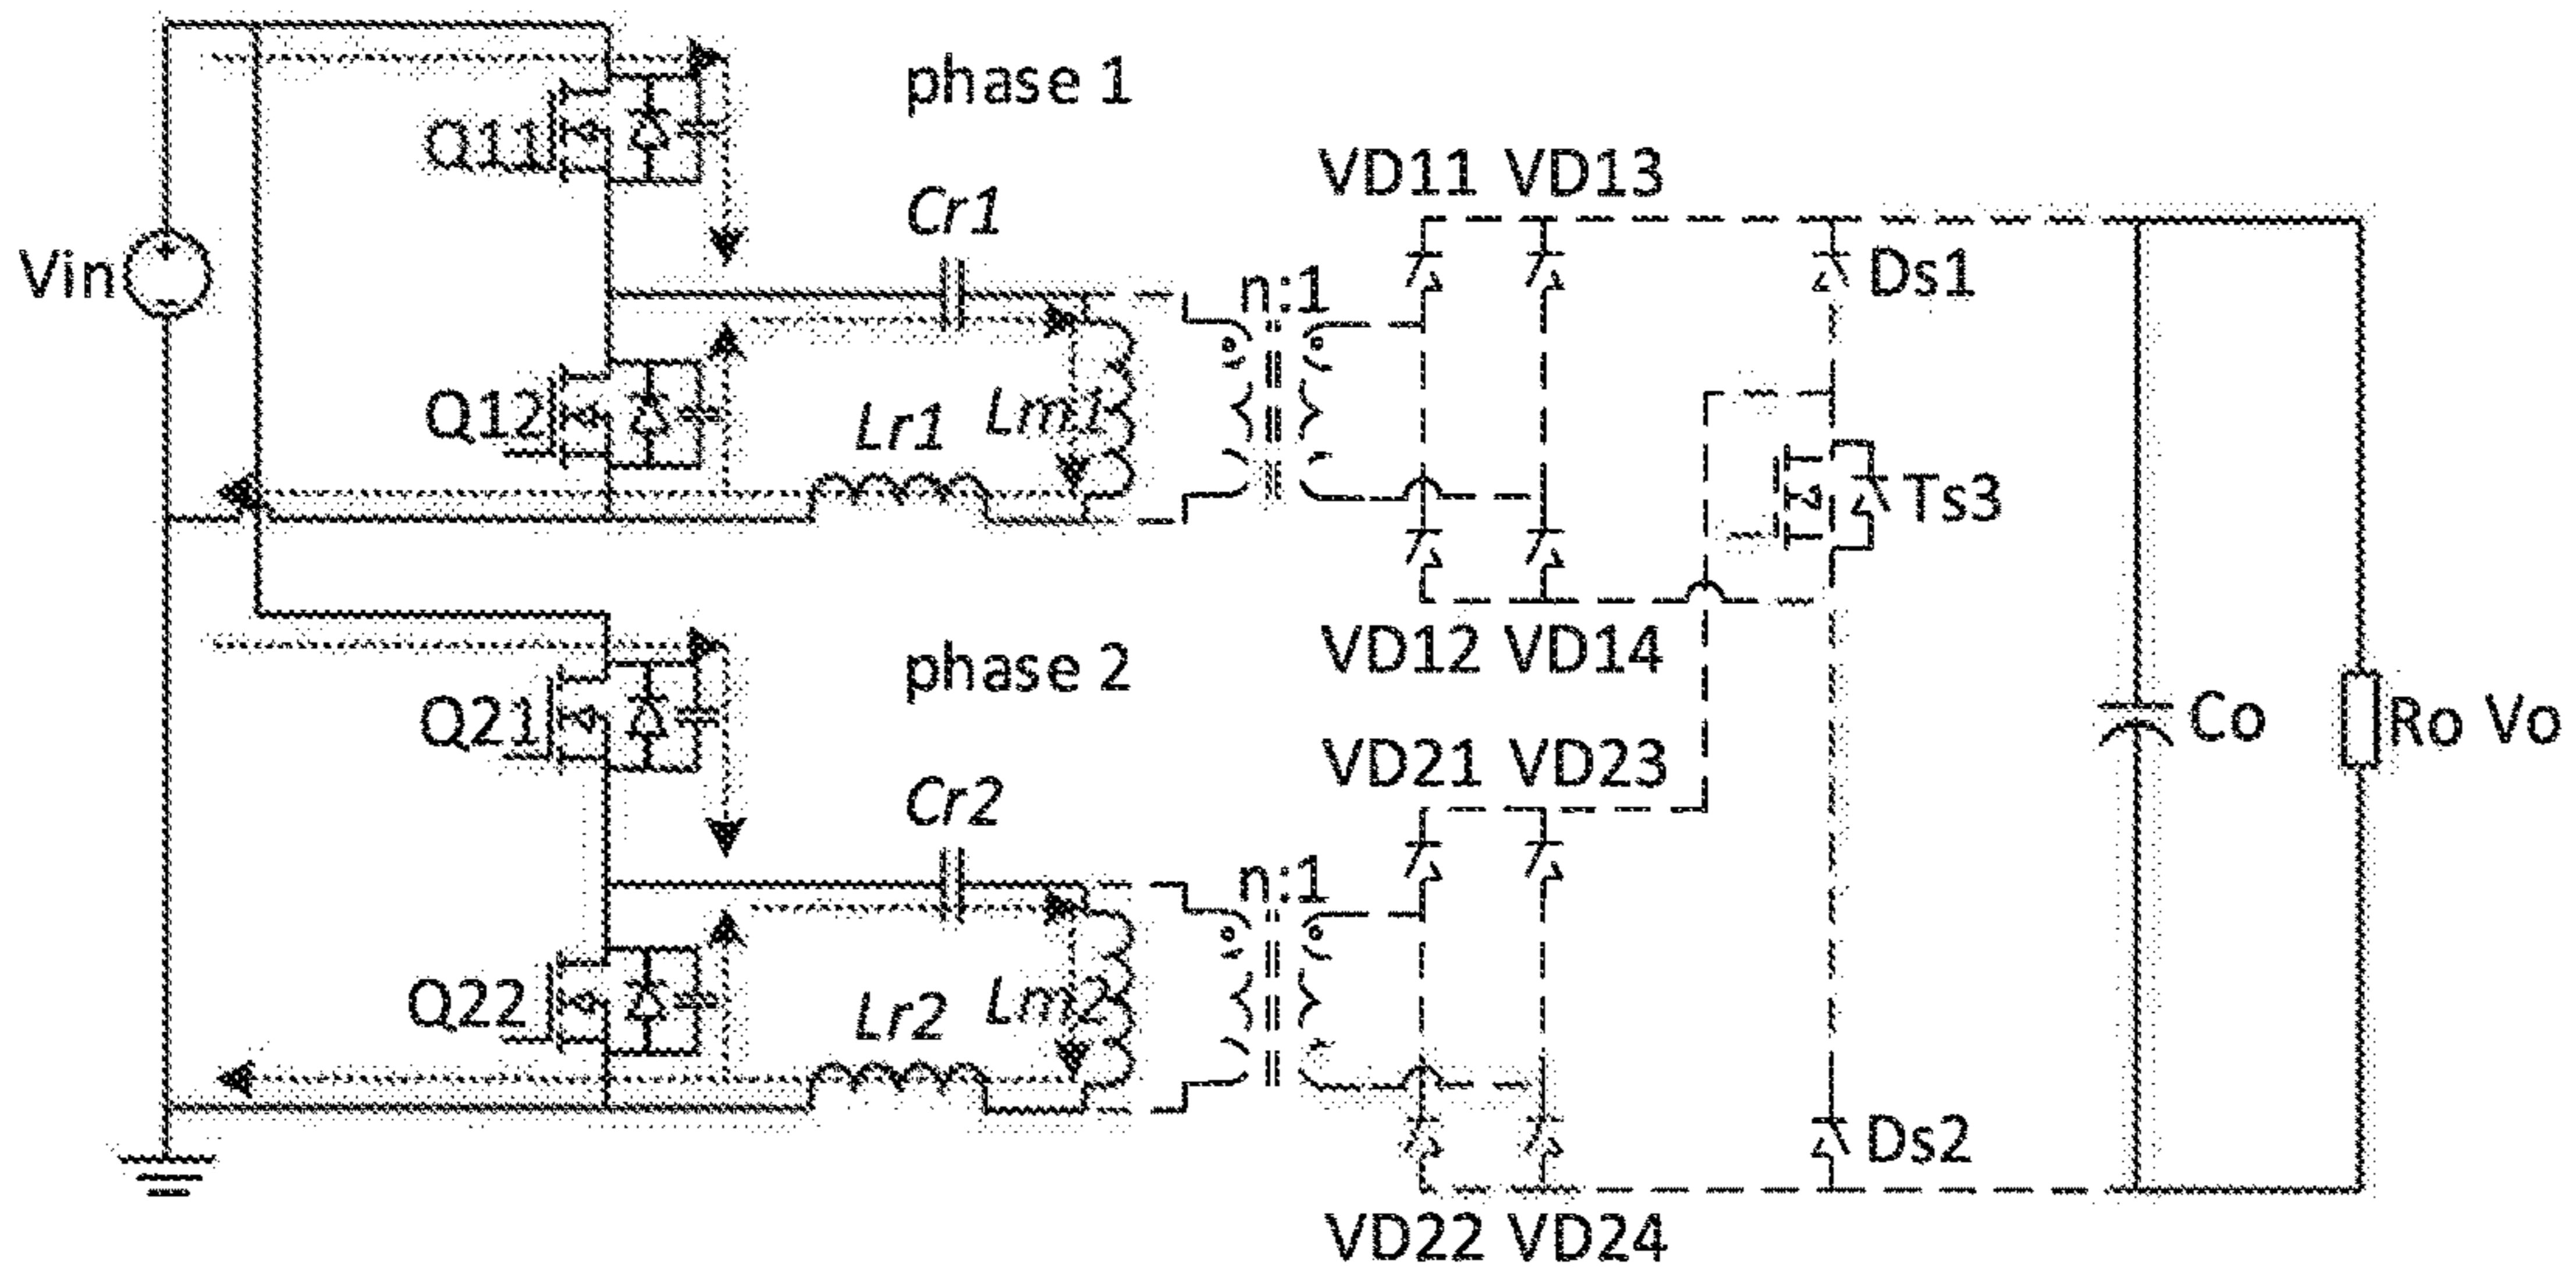 phase 1
Q11
VD11 VD13
Cr1
Vin
Ds1
n:1
Q12
Lr1
Lm1
Ts3
VD12 VD14
phase 2
Q21
Co
Ro Vo
VD21 VD23
Cr2
n:1
Q22
Lr2
Lm2
Ds2
VD22 VD24